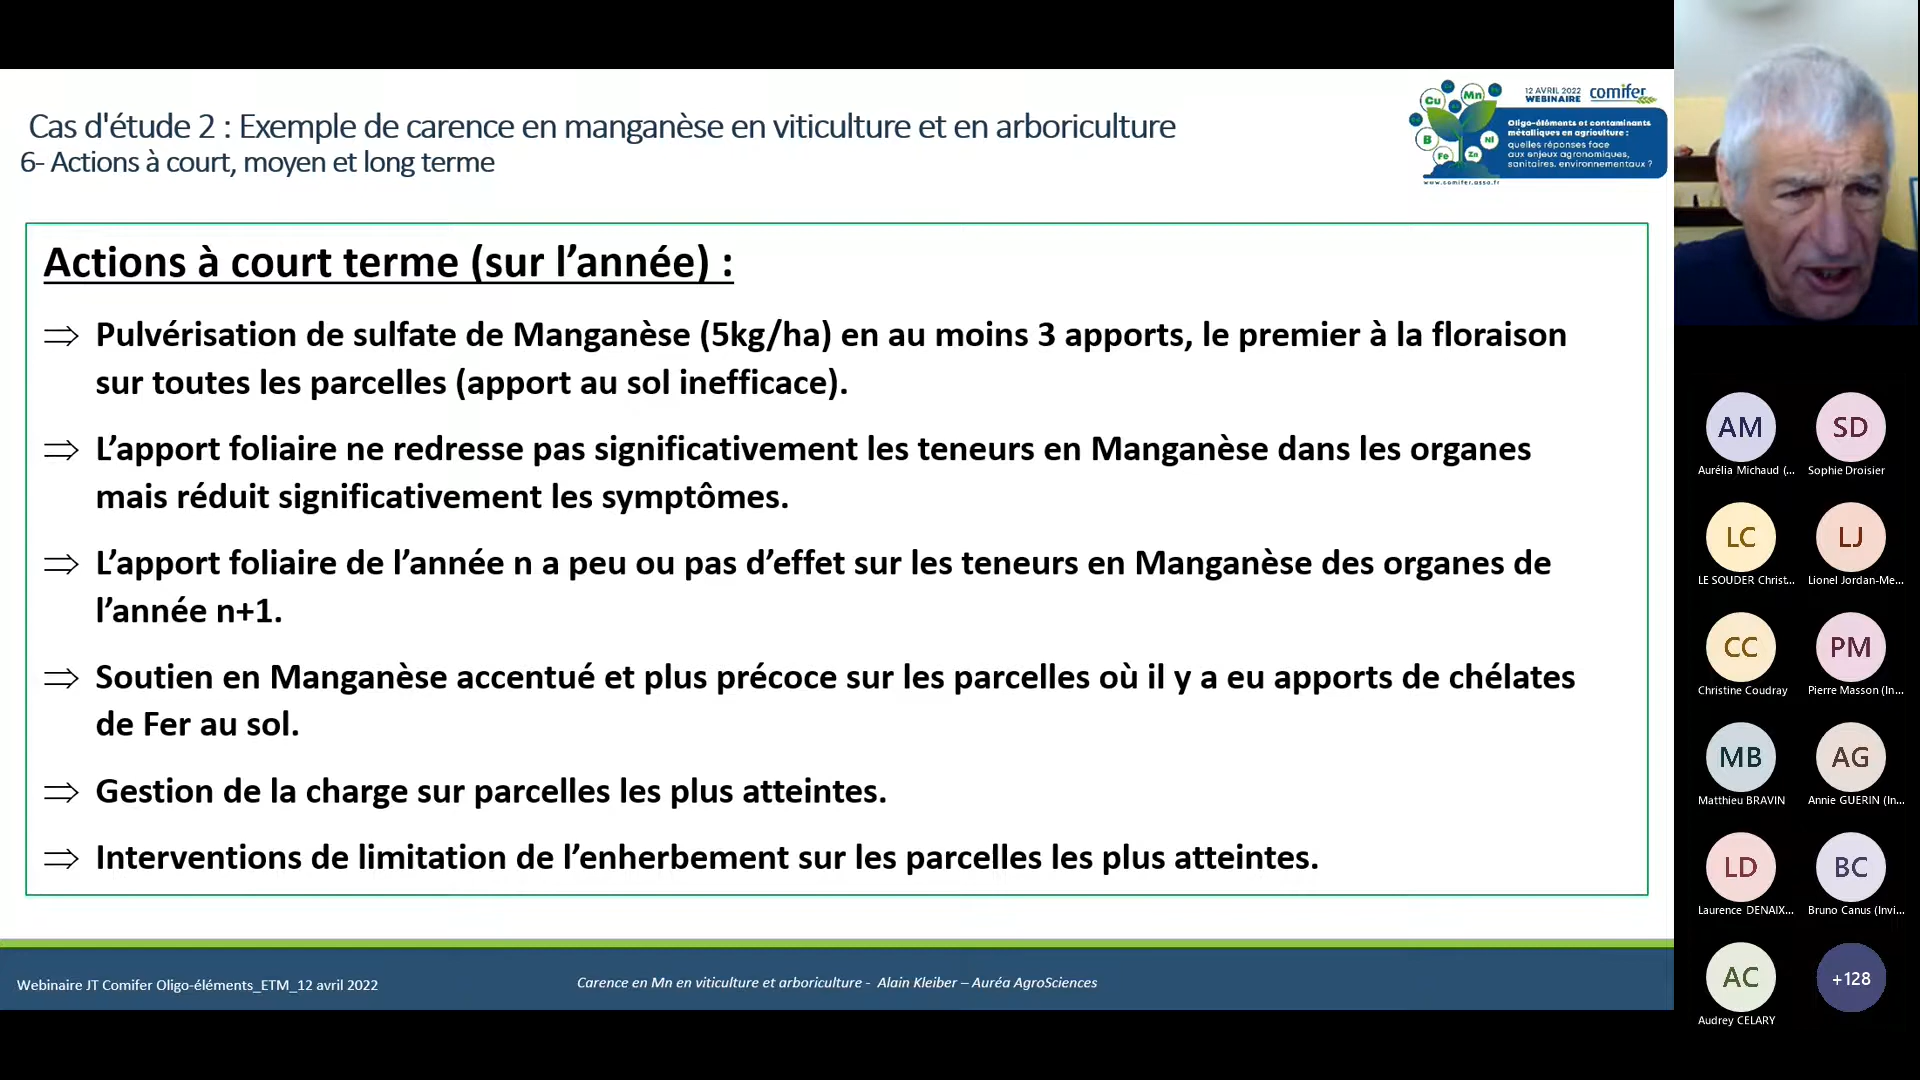 Cas d'étude 2 : Exemple de carence en manganèse en viticulture et en arboriculture
6- Actions à court, moyen et long terme
Cu
Mn
B
Fe
Zn
Ni
12 AVRIL 2022
WEBINAIRE
comifer
Oligo-éléments et contaminants
métalliques en agriculture :
quelles réponses face
aux enjeux agronomiques,
sanitaires, environnementaux ?
www.comifer.asso.fr
Actions à court terme (sur l’année) :
⇒ Pulvérisation de sulfate de Manganèse (5kg/ha) en au moins 3 apports, le premier à la floraison
sur toutes les parcelles (apport au sol inefficace).
⇒ L’apport foliaire ne redresse pas significativement les teneurs en Manganèse dans les organes
mais réduit significativement les symptômes.
⇒ L’apport foliaire de l’année n a peu ou pas d’effet sur les teneurs en Manganèse des organes de
l’année n+1.
⇒ Soutien en Manganèse accentué et plus précoce sur les parcelles où il y a eu apports de chélates
de Fer au sol.
⇒ Gestion de la charge sur parcelles les plus atteintes.
⇒ Interventions de limitation de l’enherbement sur les parcelles les plus atteintes.
Webinaire JT Comifer Oligo-éléments_ETM_12 avril 2022
Carence en Mn en viticulture et arboriculture - Alain Kleiber – Auréa AgroSciences
AM
Aurélia Michaud (...
SD
Sophie Droisier
LC
LE SOUDER Christ...
LJ
Lionel Jordan-Me...
CC
Christine Coudray
PM
Pierre Masson (In...
MB
Matthieu BRAVIN
AG
Annie GUERIN (In...
LD
Laurence DENAIX...
BC
Bruno Canus (Invi...
AC
Audrey CELARY
+128